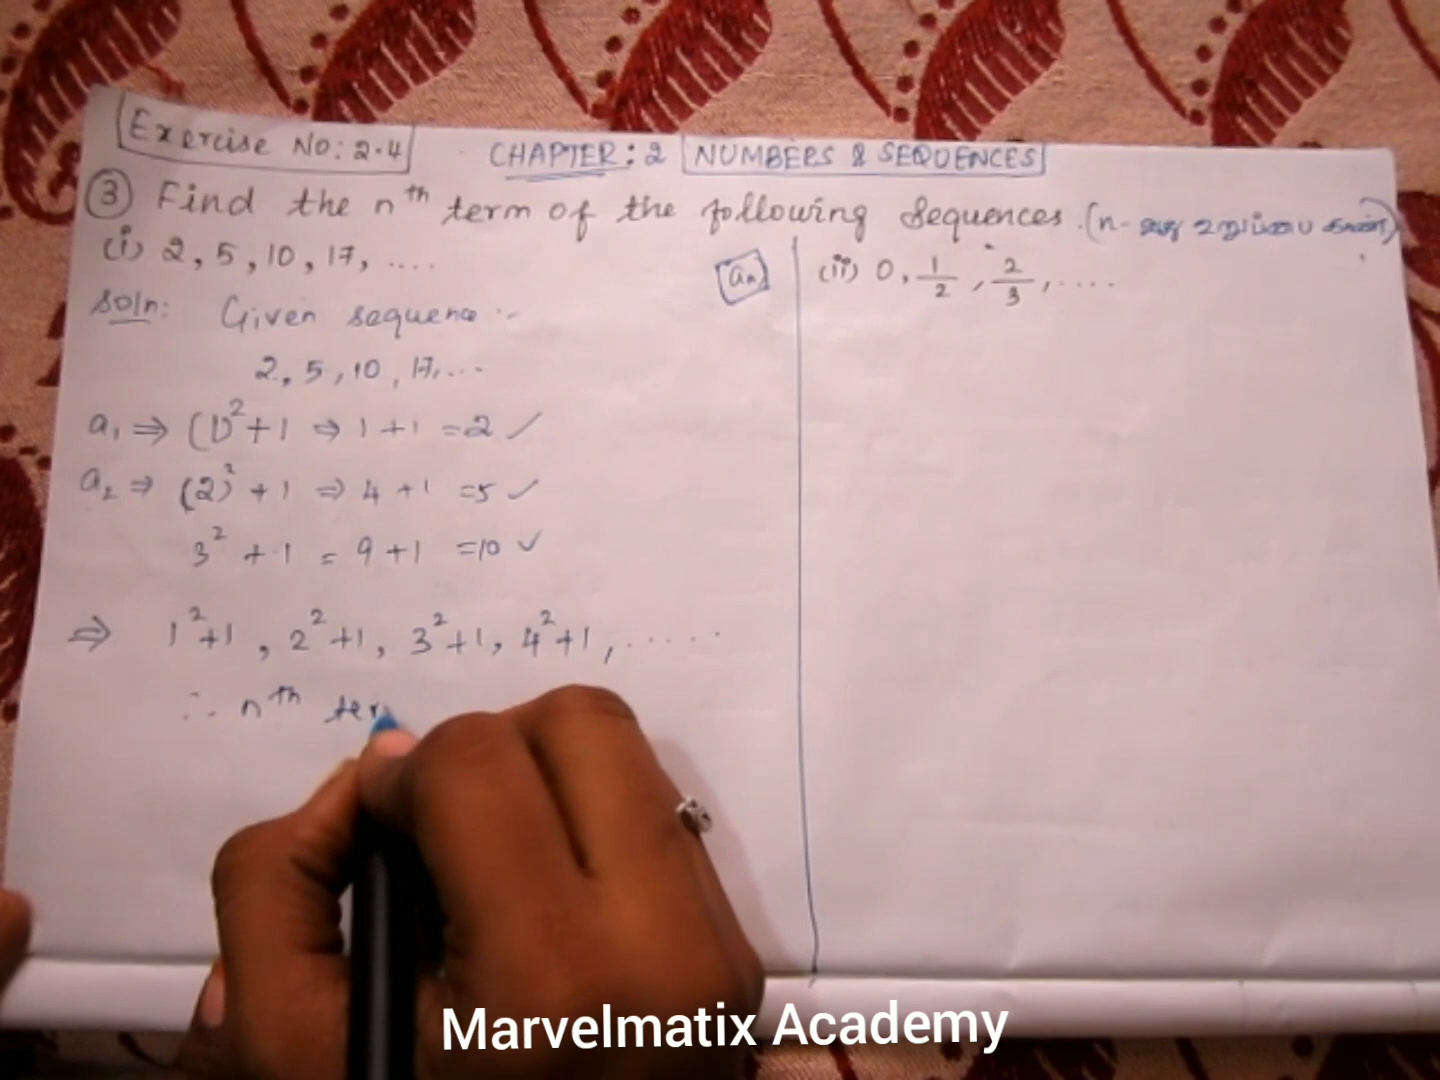 Exercise No: 2.4
CHAPTER: 2 NUMBERS & SEQUENCES
③ Find the nth term of the following Sequences. (n- வது உறுப்பை காண்)
(i) 2, 5, 10, 17, ....
an
Soln: Given sequence :-
2, 5, 10, 17, ...
a₁ ⇒ (1)² + 1 ⇒ 1 + 1 = 2 ✓
a₂ ⇒ (2)² + 1 ⇒ 4 + 1 = 5 ✓
3² + 1 = 9 + 1 = 10 ✓
⇒ 1² + 1, 2² + 1, 3² + 1, 4² + 1, .....
∴ nth ter
(ii) 0, 1/2, 2/3, ....
Marvelmatix Academy